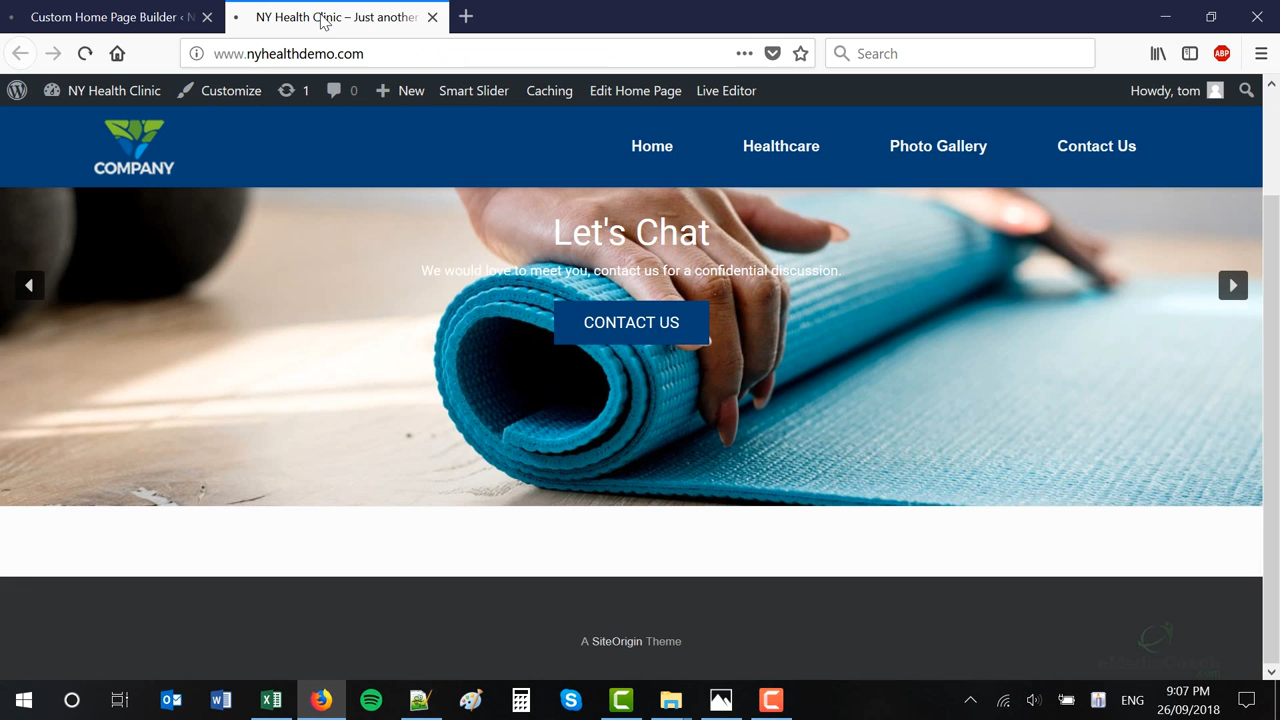 Custom Home Page Builder ‹ N
NY Health Clinic – Just another
www.nyhealthdemo.com
Search
ABP
NY Health Clinic
Customize
1
0
New
Smart Slider
Caching
Edit Home Page
Live Editor
Howdy, tom
COMPANY
Home
Healthcare
Photo Gallery
Contact Us
Let's Chat
We would love to meet you, contact us for a confidential discussion.
CONTACT US
A SiteOrigin Theme
ENG
9:07 PM
26/09/2018